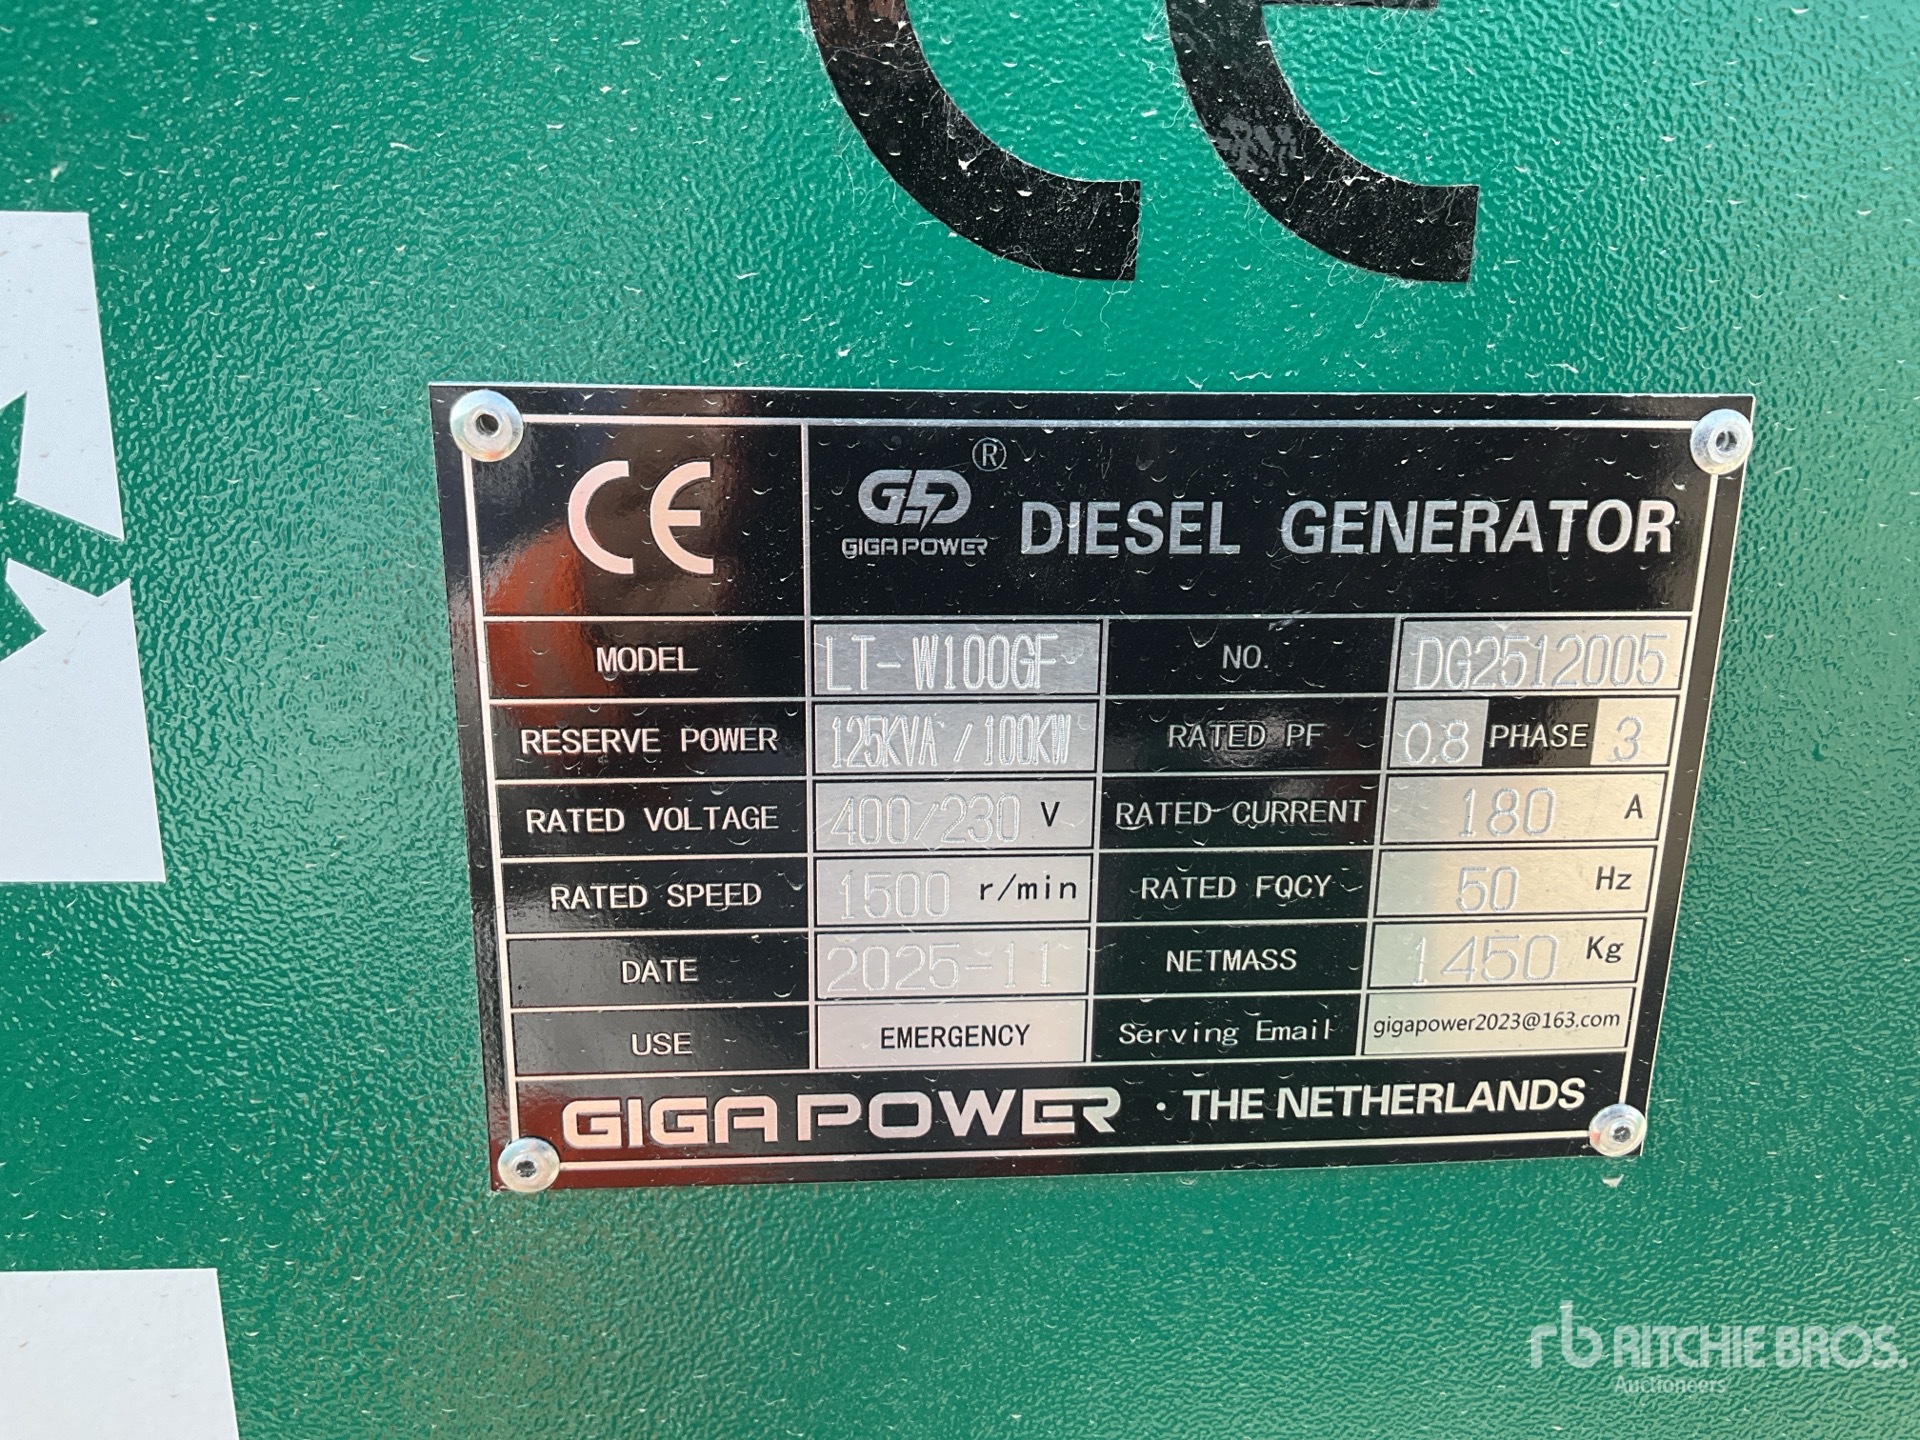 CE
CE
GIGA POWER ® DIESEL GENERATOR
MODEL LT-W100GF NO. DG2512005
RESERVE POWER 125KVA/100KW RATED PF 0.8 PHASE 3
RATED VOLTAGE 400/230 V RATED CURRENT 180 A
RATED SPEED 1500 r/min RATED FQCY 50 Hz
DATE 2025-11 NETMASS 1450 Kg
USE EMERGENCY Serving Email gigapower2023@163.com
GIGA POWER · THE NETHERLANDS
rb RITCHIE BROS.
Auctioneers